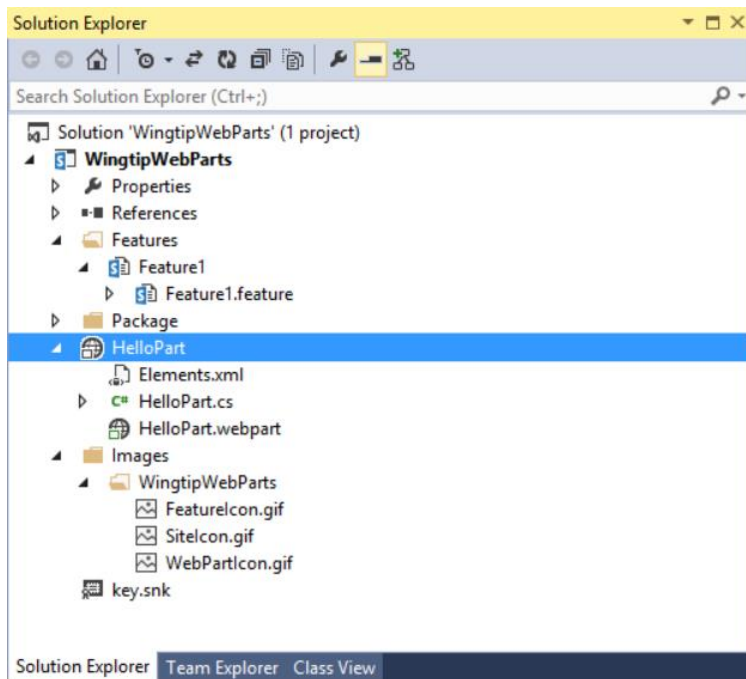 Solution Explorer
Search Solution Explorer (Ctrl+;)
Solution 'WingtipWebParts' (1 project)
WingtipWebParts
Properties
References
Features
Feature1
Feature1.feature
Package
HelloPart
Elements.xml
C# HelloPart.cs
HelloPart.webpart
Images
WingtipWebParts
FeatureIcon.gif
SiteIcon.gif
WebPartIcon.gif
key.snk
Solution Explorer Team Explorer Class View